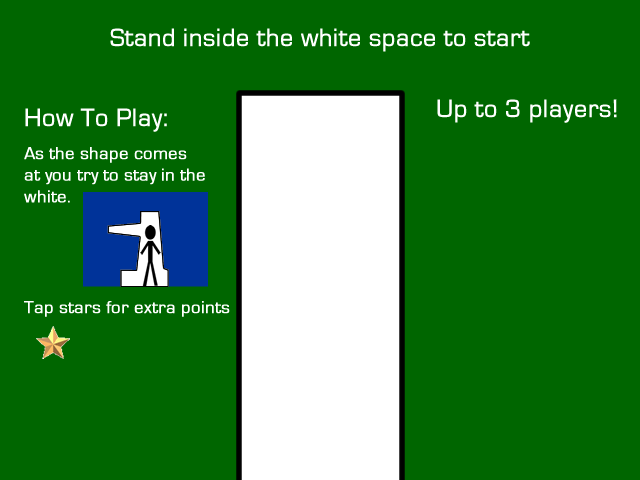 Stand inside the white space to start
How To Play:
Up to 3 players!
As the shape comes
at you try to stay in the
white.
Tap stars for extra points